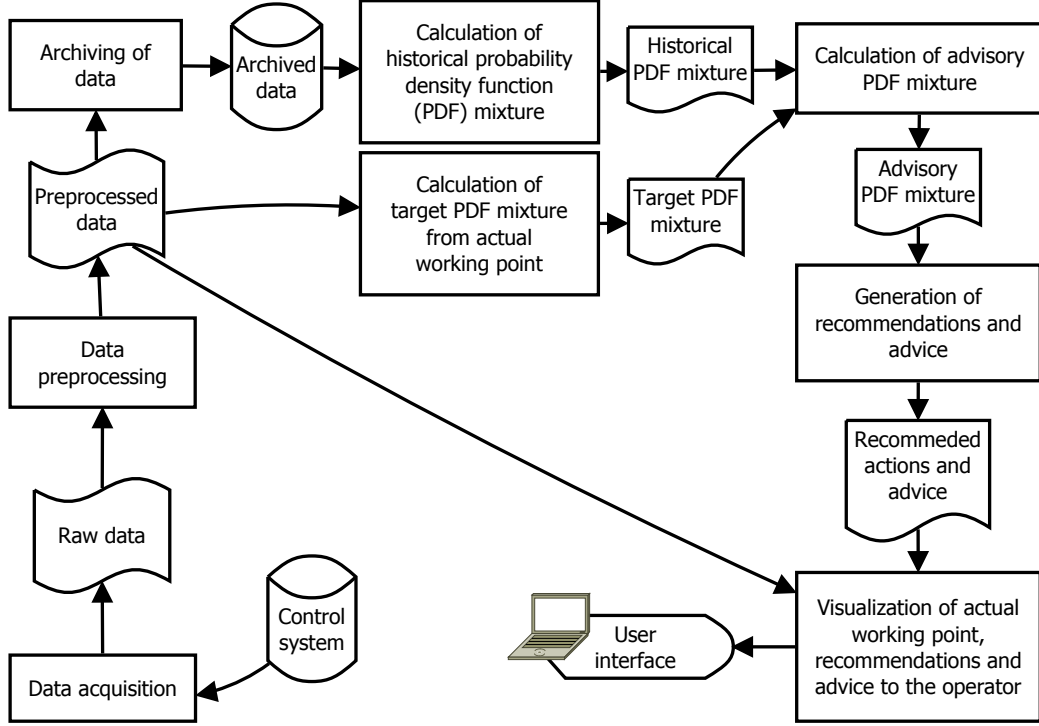 Archiving of
data
Archived
data
Calculation of
historical probability
density function
(PDF) mixture
Historical
PDF mixture
Calculation of advisory
PDF mixture
Preprocessed
data
Calculation of
target PDF mixture
from actual
working point
Target PDF
mixture
Advisory
PDF mixture
Generation of
recommendations and
advice
Data
preprocessing
Recommeded
actions and
advice
Raw data
Control
system
User
interface
Visualization of actual
working point,
recommendations and
advice to the operator
Data acquisition